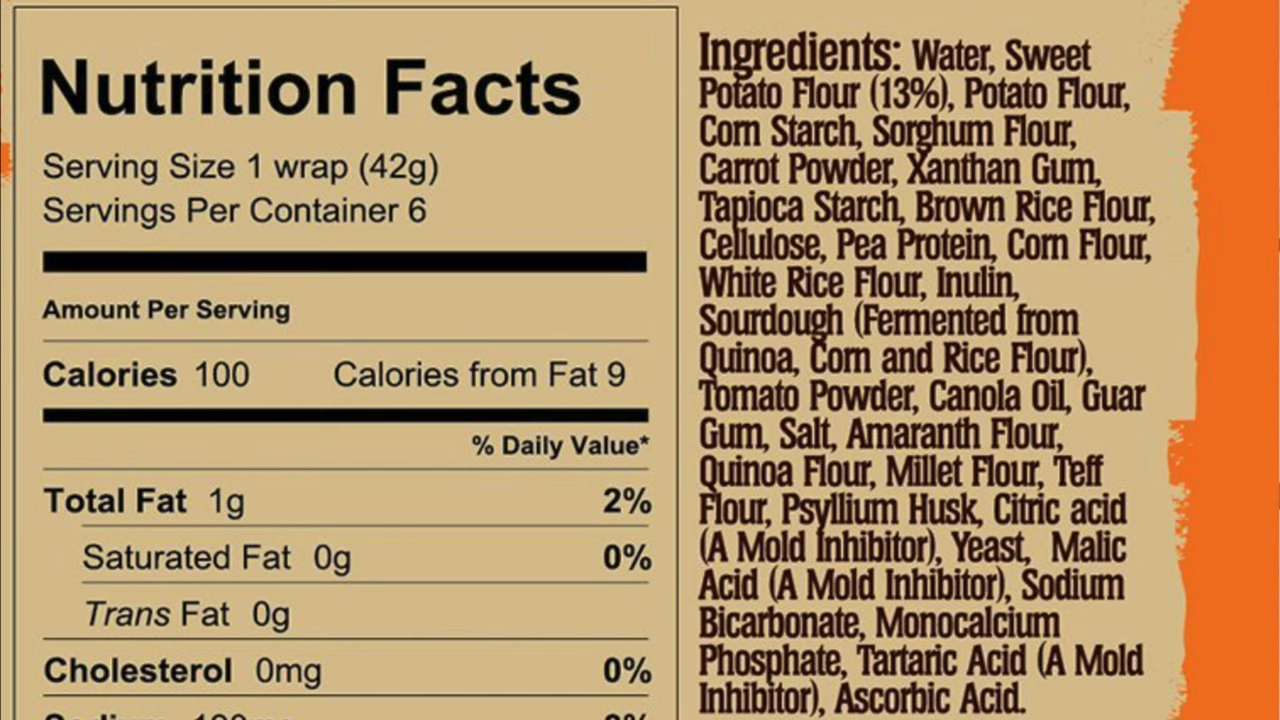 Nutrition Facts
Serving Size 1 wrap (42g)
Servings Per Container 6
Amount Per Serving
Calories 100 Calories from Fat 9
% Daily Value*
Total Fat 1g 2%
Saturated Fat 0g 0%
Trans Fat 0g
Cholesterol 0mg 0%
Ingredients: Water, Sweet
Potato Flour (13%), Potato Flour,
Corn Starch, Sorghum Flour,
Carrot Powder, Xanthan Gum,
Tapioca Starch, Brown Rice Flour,
Cellulose, Pea Protein, Corn Flour,
White Rice Flour, Inulin,
Sourdough (Fermented from
Quinoa, Corn and Rice Flour),
Tomato Powder, Canola Oil, Guar
Gum, Salt, Amaranth Flour,
Quinoa Flour, Millet Flour, Teff
Flour, Psyllium Husk, Citric acid
(A Mold Inhibitor), Yeast, Malic
Acid (A Mold Inhibitor), Sodium
Bicarbonate, Monocalcium
Phosphate, Tartaric Acid (A Mold
Inhibitor), Ascorbic Acid.